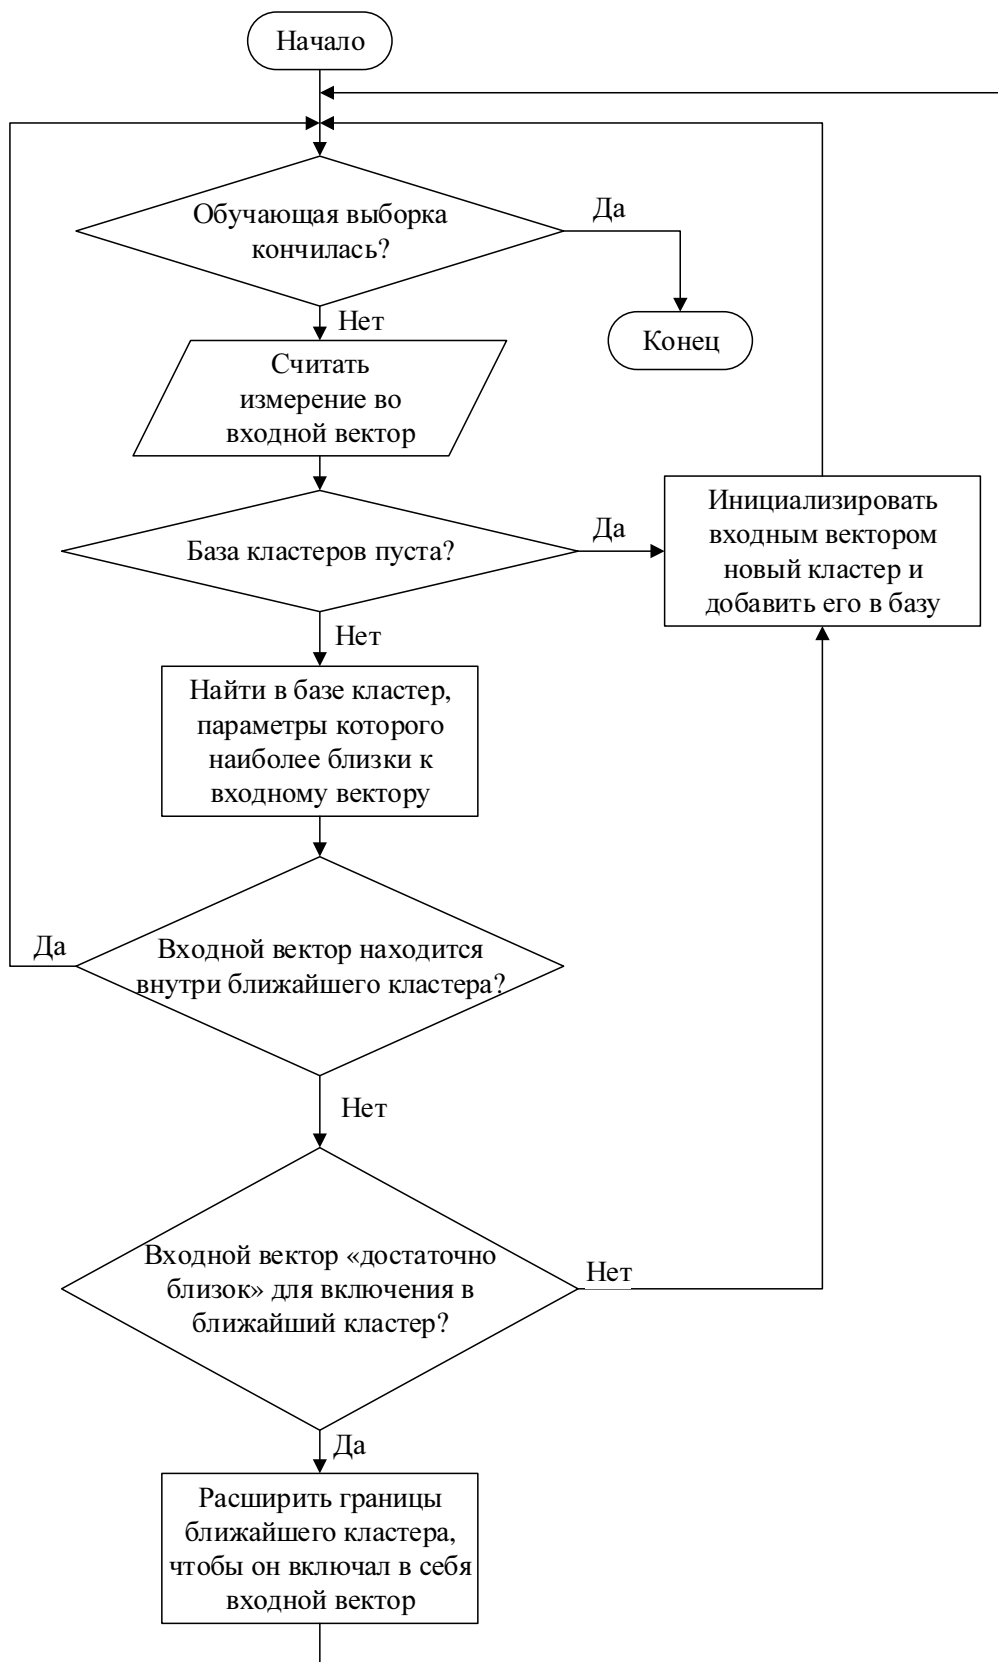 Начало
Обучающая выборка
кончилась?
Да
Нет
Конец
Считать
измерение во
входной вектор
База кластеров пуста?
Да
Инициализировать
входным вектором
новый кластер и
добавить его в базу
Нет
Найти в базе кластер,
параметры которого
наиболее близки к
входному вектору
Да
Входной вектор находится
внутри ближайшего кластера?
Нет
Входной вектор «достаточно
близок» для включения в
ближайший кластер?
Нет
Да
Расширить границы
ближайшего кластера,
чтобы он включал в себя
входной вектор